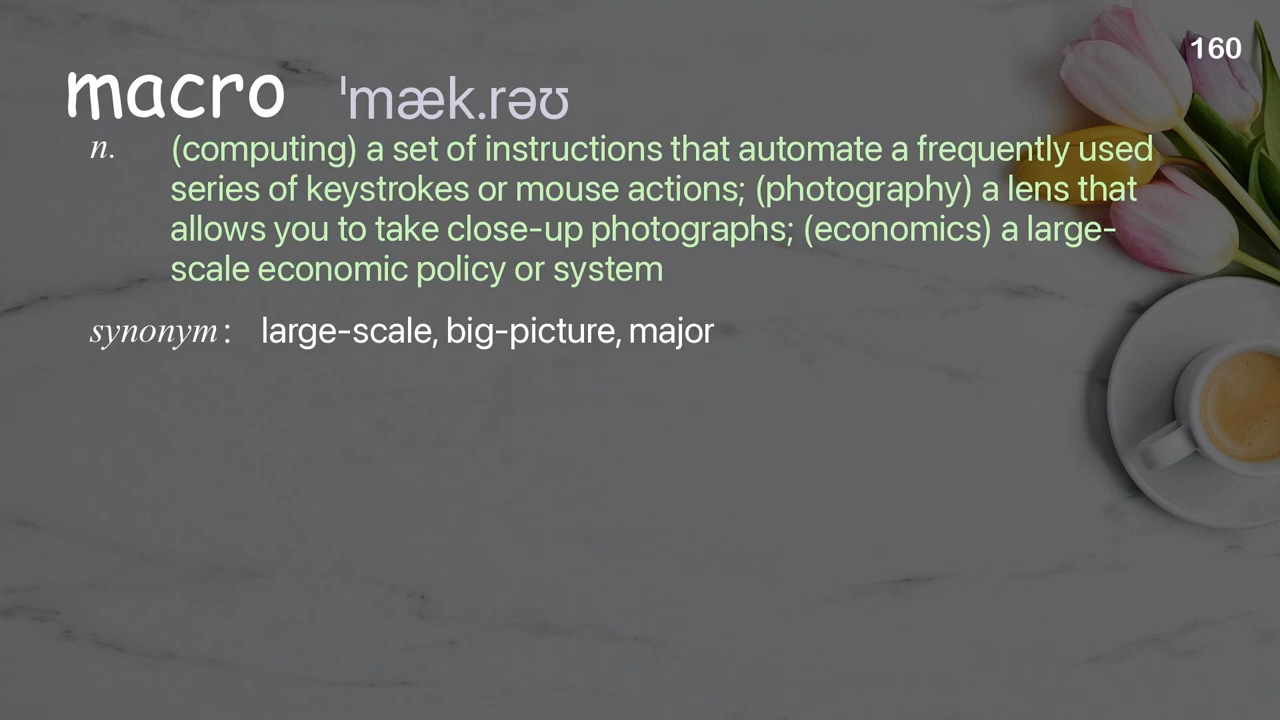 160
macro ˈmæk.rəʊ
n. (computing) a set of instructions that automate a frequently used
series of keystrokes or mouse actions; (photography) a lens that
allows you to take close-up photographs; (economics) a large-
scale economic policy or system
synonym: large-scale, big-picture, major